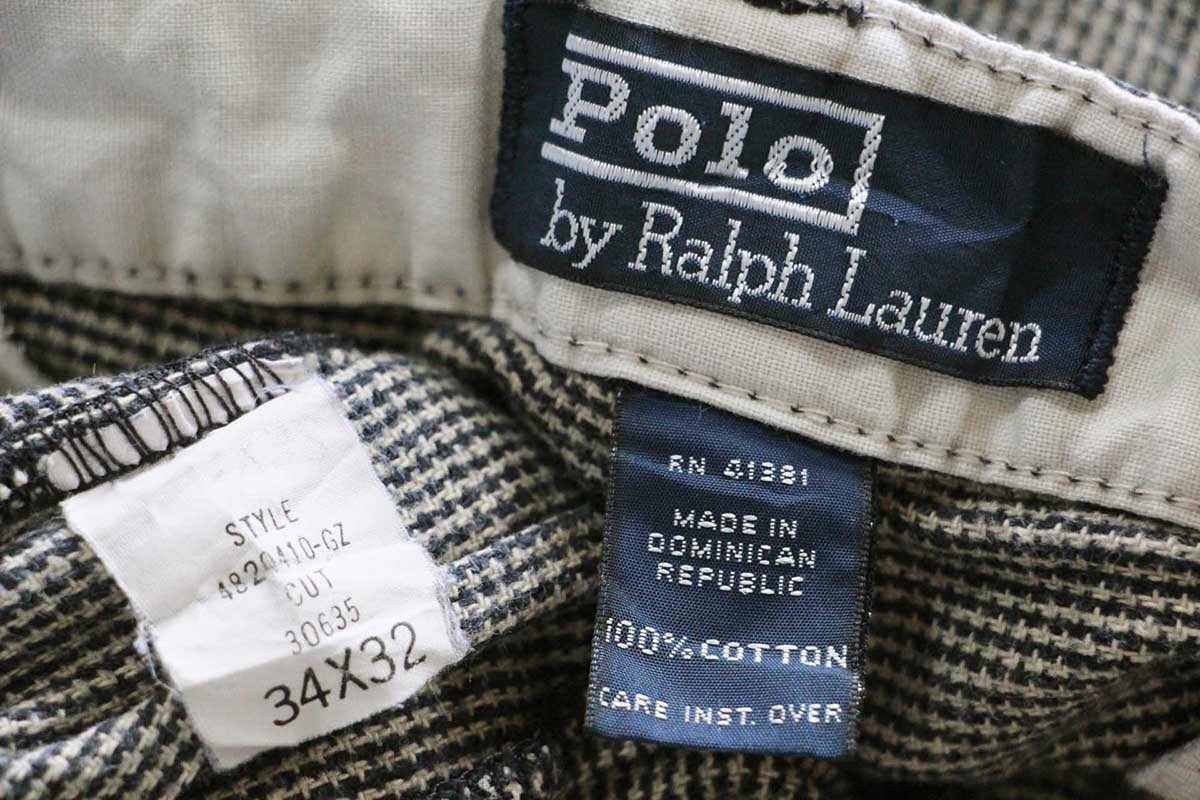 Polo
by Ralph Lauren
RN 41381
MADE IN
DOMINICAN
REPUBLIC
100% COTTON
CARE INST. OVER
STYLE
4820410-GZ
CUT
30635
34X32